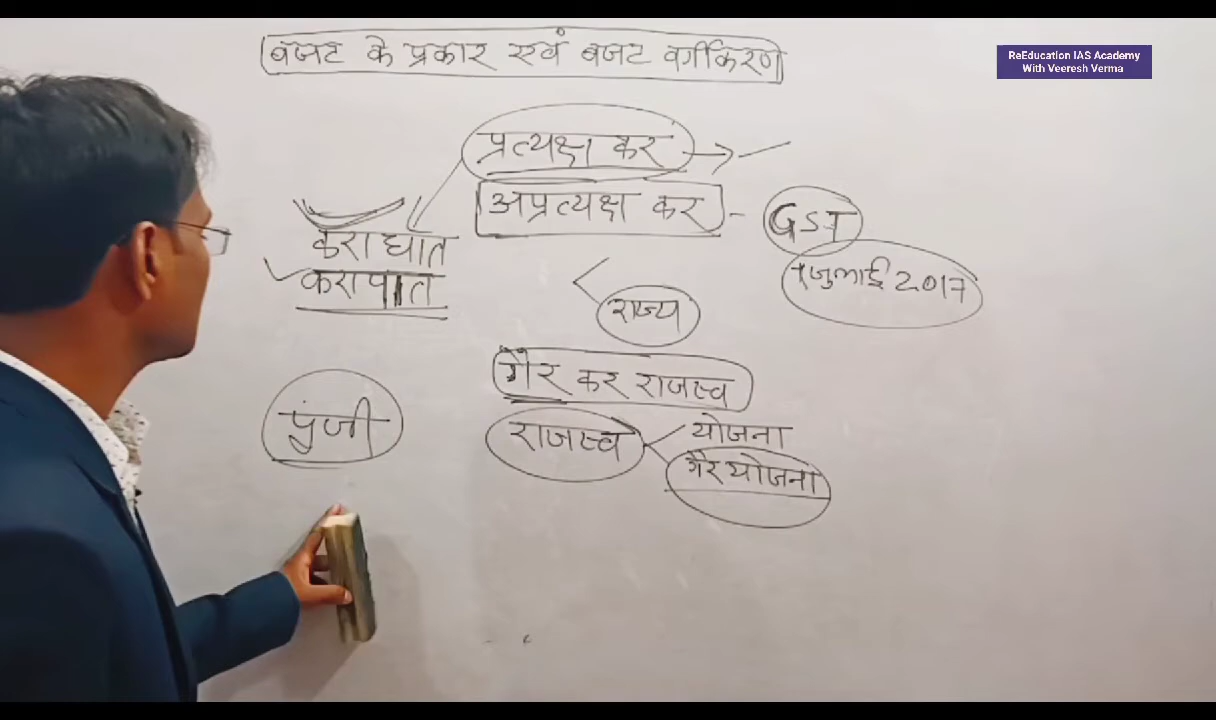 बजट के प्रकार एवं बजट वर्गीकरण
ReEducation IAS Academy
With Veeresh Verma
प्रत्यक्ष कर
अप्रत्यक्ष कर - GST
कराघात
करापात
1 जुलाई 2017
राज्य
गैर कर राजस्व
पुंजी
राजस्व
योजना
गैर योजना